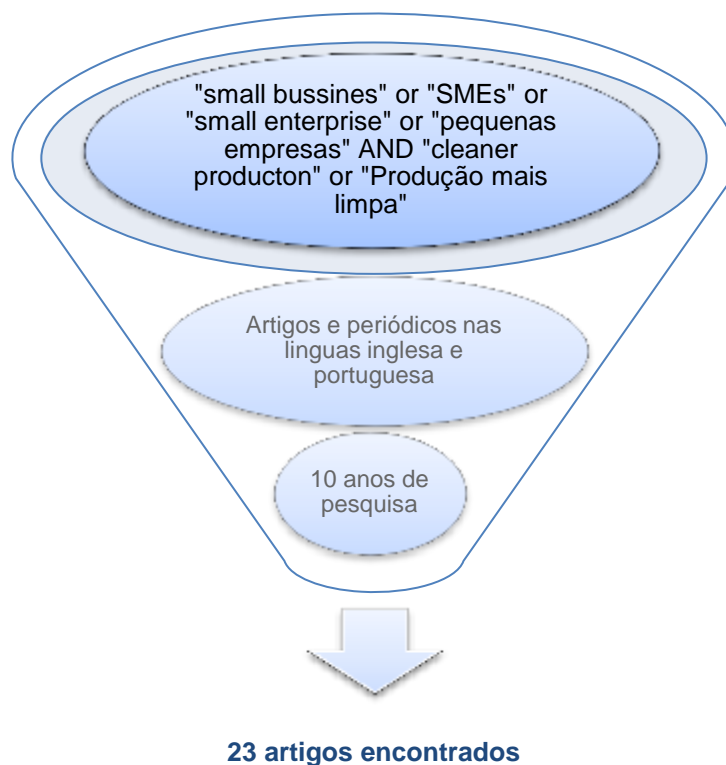 "small bussines" or "SMEs" or
"small enterprise" or "pequenas
empresas" AND "cleaner
producton" or "Produção mais
limpa"
Artigos e periódicos nas
linguas inglesa e
portuguesa
10 anos de
pesquisa
23 artigos encontrados